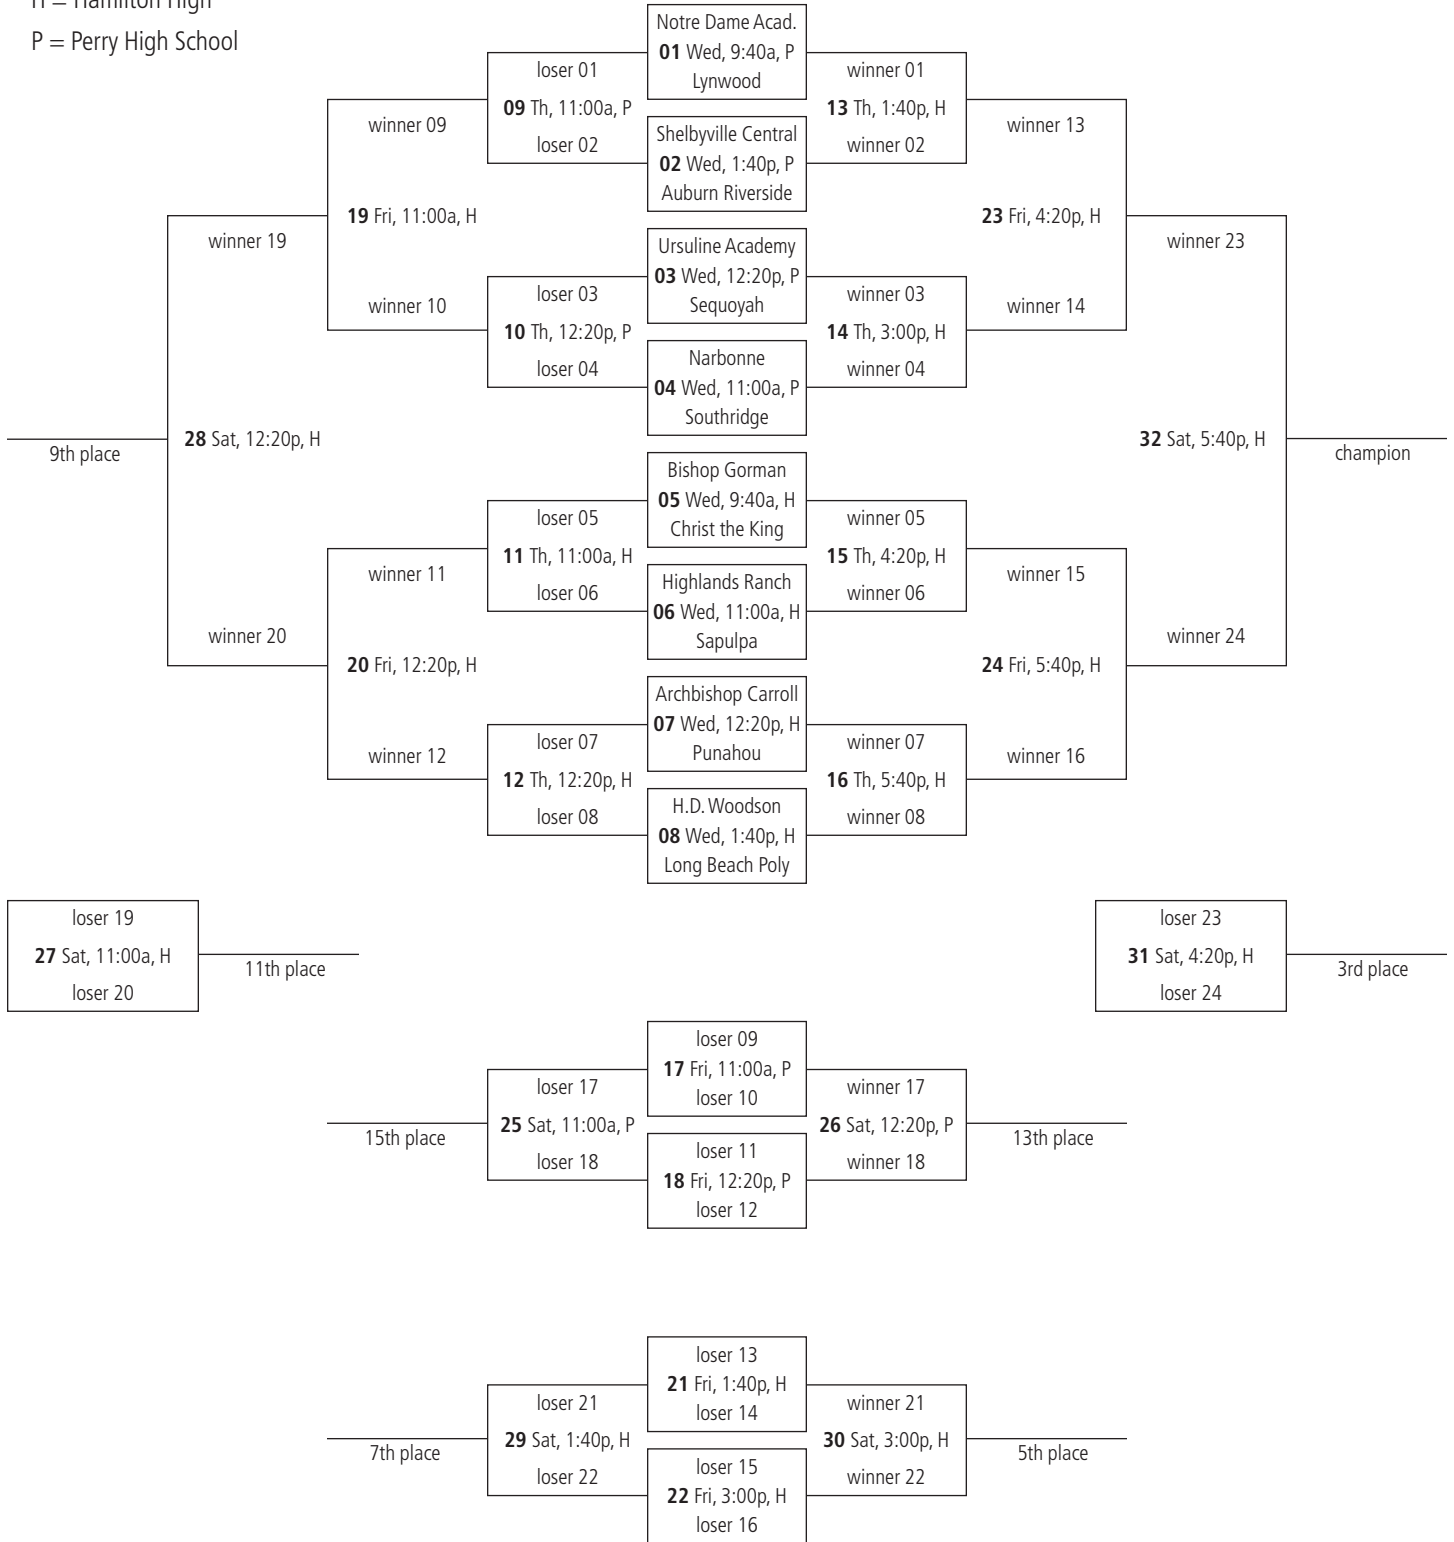 H = Hamilton High
P = Perry High School
Notre Dame Acad.
01 Wed, 9:40a, P
Lynwood
loser 01
09 Th, 11:00a, P
loser 02
winner 01
13 Th, 1:40p, H
winner 02
winner 09
winner 13
Shelbyville Central
02 Wed, 1:40p, P
Auburn Riverside
19 Fri, 11:00a, H
23 Fri, 4:20p, H
winner 19
winner 23
Ursuline Academy
03 Wed, 12:20p, P
Sequoyah
winner 10
loser 03
10 Th, 12:20p, P
loser 04
winner 03
14 Th, 3:00p, H
winner 04
winner 14
Narbonne
04 Wed, 11:00a, P
Southridge
9th place
28 Sat, 12:20p, H
32 Sat, 5:40p, H
champion
Bishop Gorman
05 Wed, 9:40a, H
Christ the King
loser 05
11 Th, 11:00a, H
loser 06
winner 05
15 Th, 4:20p, H
winner 06
winner 11
winner 15
Highlands Ranch
06 Wed, 11:00a, H
Sapulpa
winner 20
winner 24
20 Fri, 12:20p, H
24 Fri, 5:40p, H
Archbishop Carroll
07 Wed, 12:20p, H
Punahou
winner 12
loser 07
12 Th, 12:20p, H
loser 08
winner 07
16 Th, 5:40p, H
winner 08
winner 16
H.D. Woodson
08 Wed, 1:40p, H
Long Beach Poly
loser 19
27 Sat, 11:00a, H
loser 20
11th place
loser 23
31 Sat, 4:20p, H
loser 24
3rd place
loser 09
17 Fri, 11:00a, P
loser 10
loser 17
25 Sat, 11:00a, P
loser 18
15th place
winner 17
26 Sat, 12:20p, P
winner 18
13th place
loser 11
18 Fri, 12:20p, P
loser 12
loser 13
21 Fri, 1:40p, H
loser 14
loser 21
29 Sat, 1:40p, H
loser 22
7th place
winner 21
30 Sat, 3:00p, H
winner 22
5th place
loser 15
22 Fri, 3:00p, H
loser 16